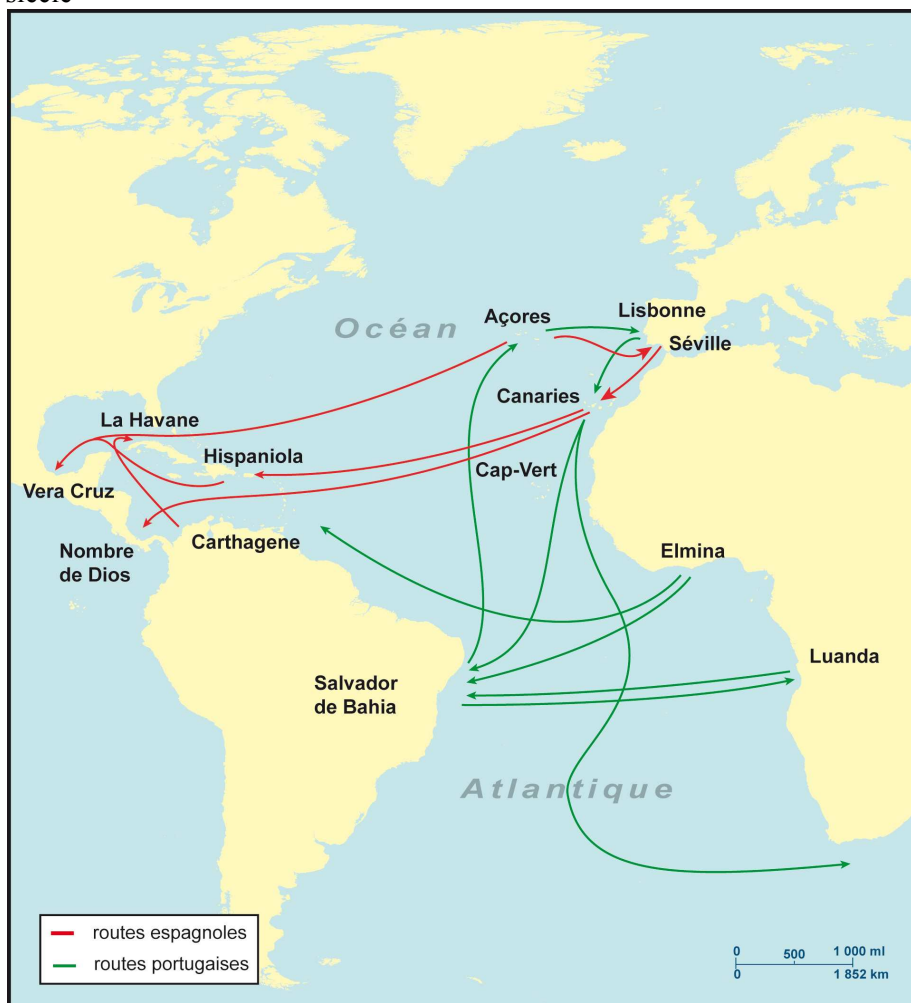 siècle
Océan
Açores
Lisbonne
Séville
Canaries
La Havane
Hispaniola
Cap-Vert
Vera Cruz
Nombre
de Dios
Carthagene
Elmina
Luanda
Salvador
de Bahia
Atlantique
routes espagnoles
routes portugaises
0 500 1 000 ml
0 1 852 km